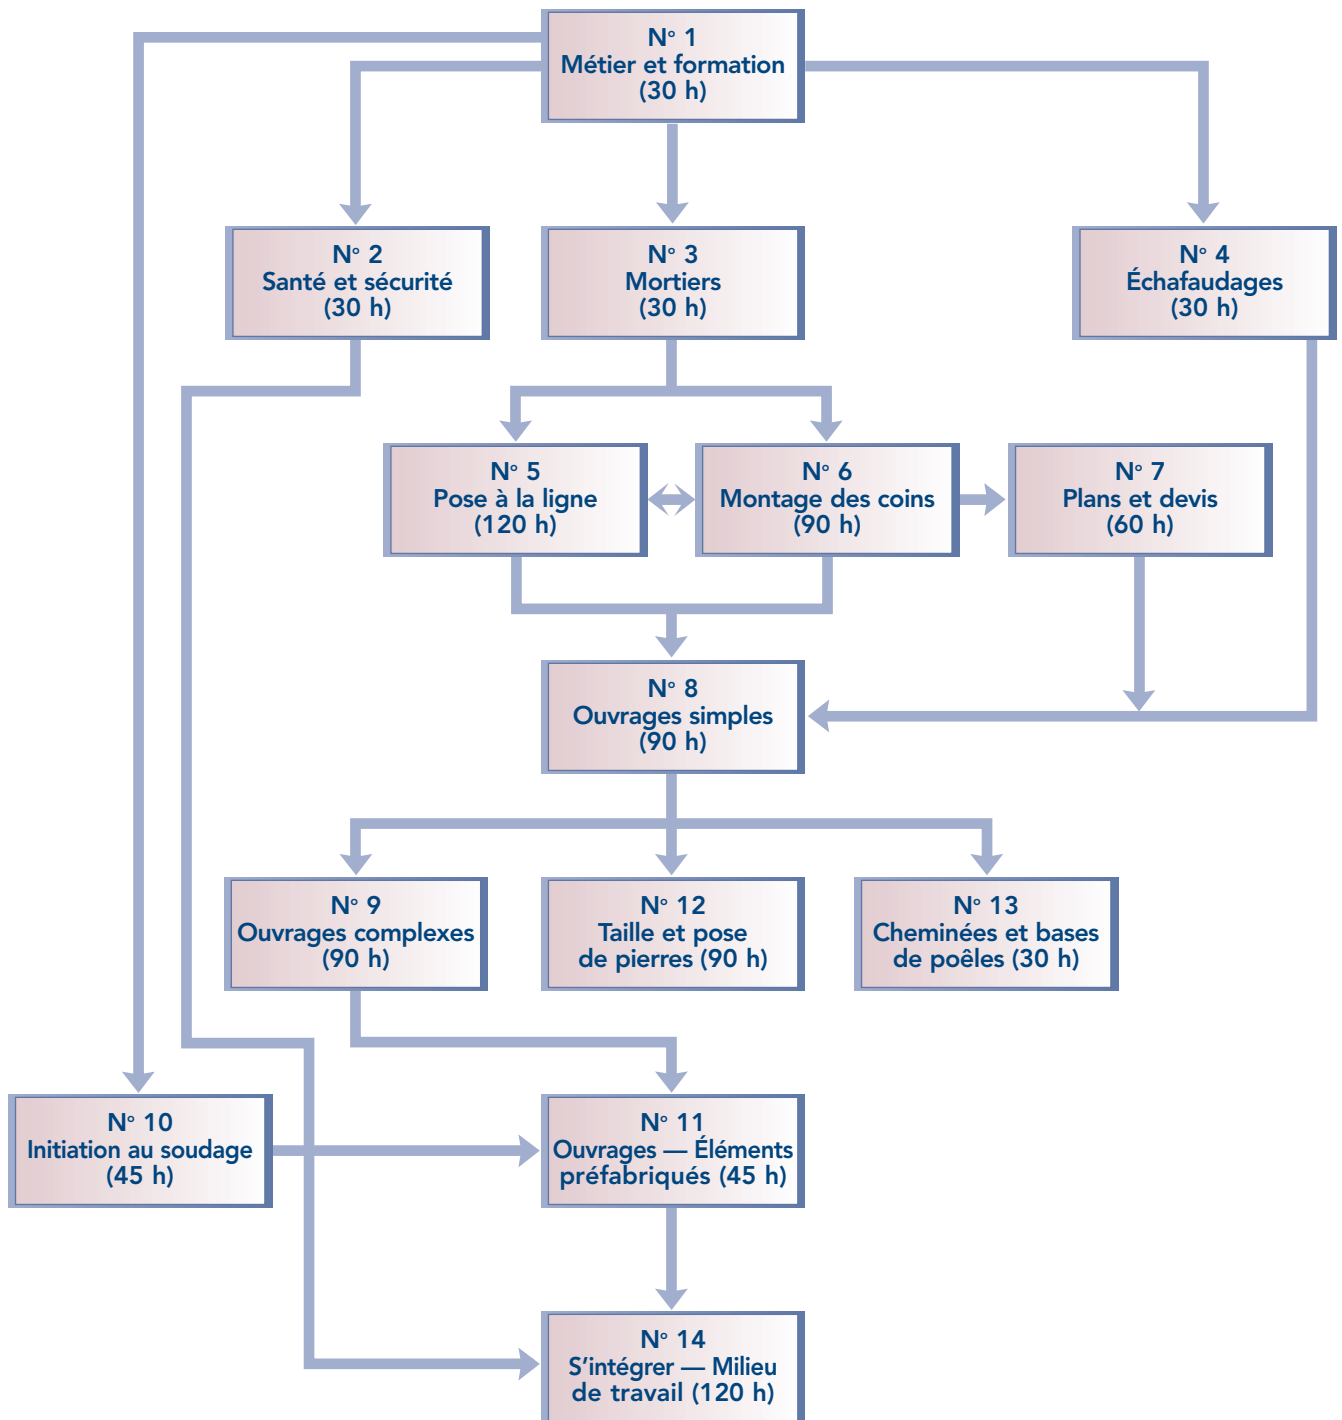 N° 1
Métier et formation
(30 h)
N° 2
Santé et sécurité
(30 h)
N° 3
Mortiers
(30 h)
N° 4
Échafaudages
(30 h)
N° 5
Pose à la ligne
(120 h)
N° 6
Montage des coins
(90 h)
N° 7
Plans et devis
(60 h)
N° 8
Ouvrages simples
(90 h)
N° 9
Ouvrages complexes
(90 h)
N° 12
Taille et pose
de pierres (90 h)
N° 13
Cheminées et bases
de poêles (30 h)
N° 10
Initiation au soudage
(45 h)
N° 11
Ouvrages — Éléments
préfabriqués (45 h)
N° 14
S’intégrer — Milieu
de travail (120 h)